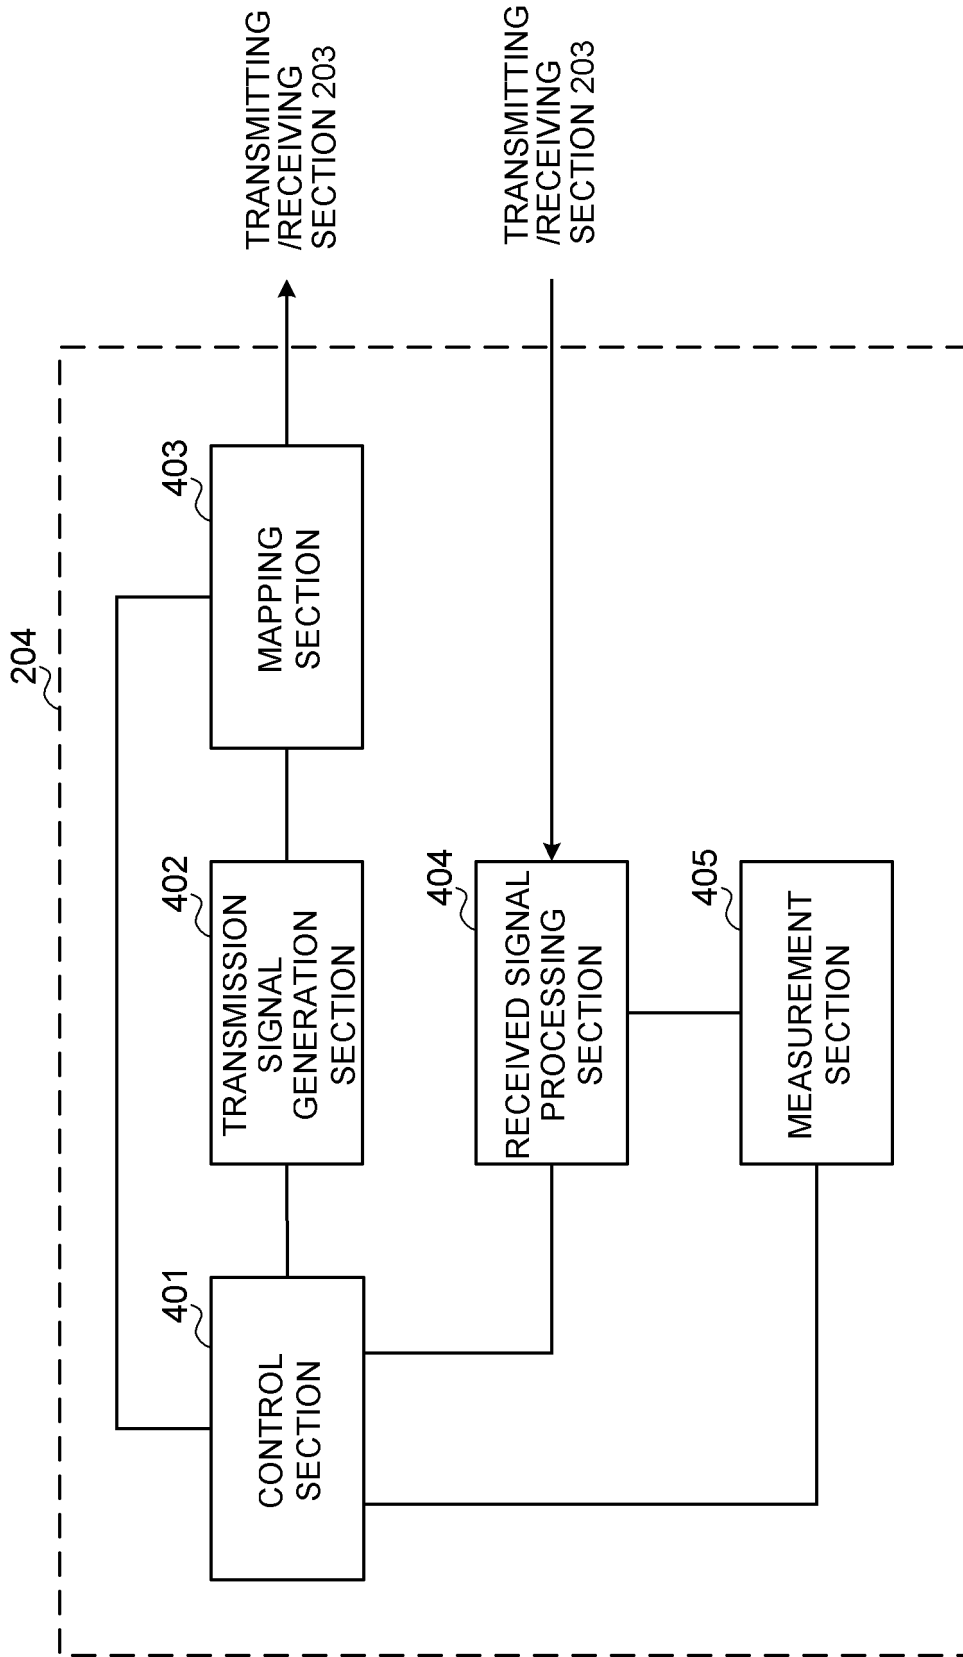 204
401
CONTROL
SECTION
402
TRANSMISSION
SIGNAL
GENERATION
SECTION
403
MAPPING
SECTION
TRANSMITTING
/RECEIVING
SECTION 203
404
RECEIVED SIGNAL
PROCESSING
SECTION
TRANSMITTING
/RECEIVING
SECTION 203
405
MEASUREMENT
SECTION